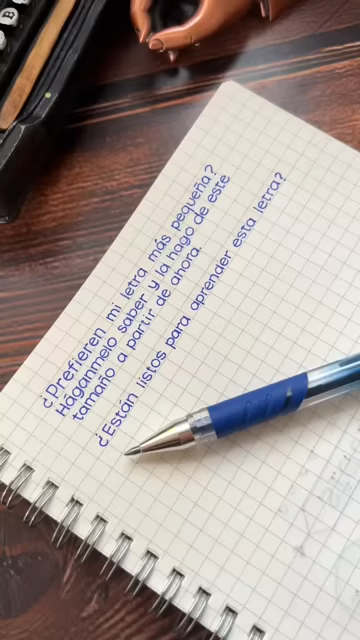 ¿Prefieren mi letra más pequeña?
Háganmelo saber y la hago de este
tamaño a partir de ahora.
¿Están listos para aprender esta letra?
B